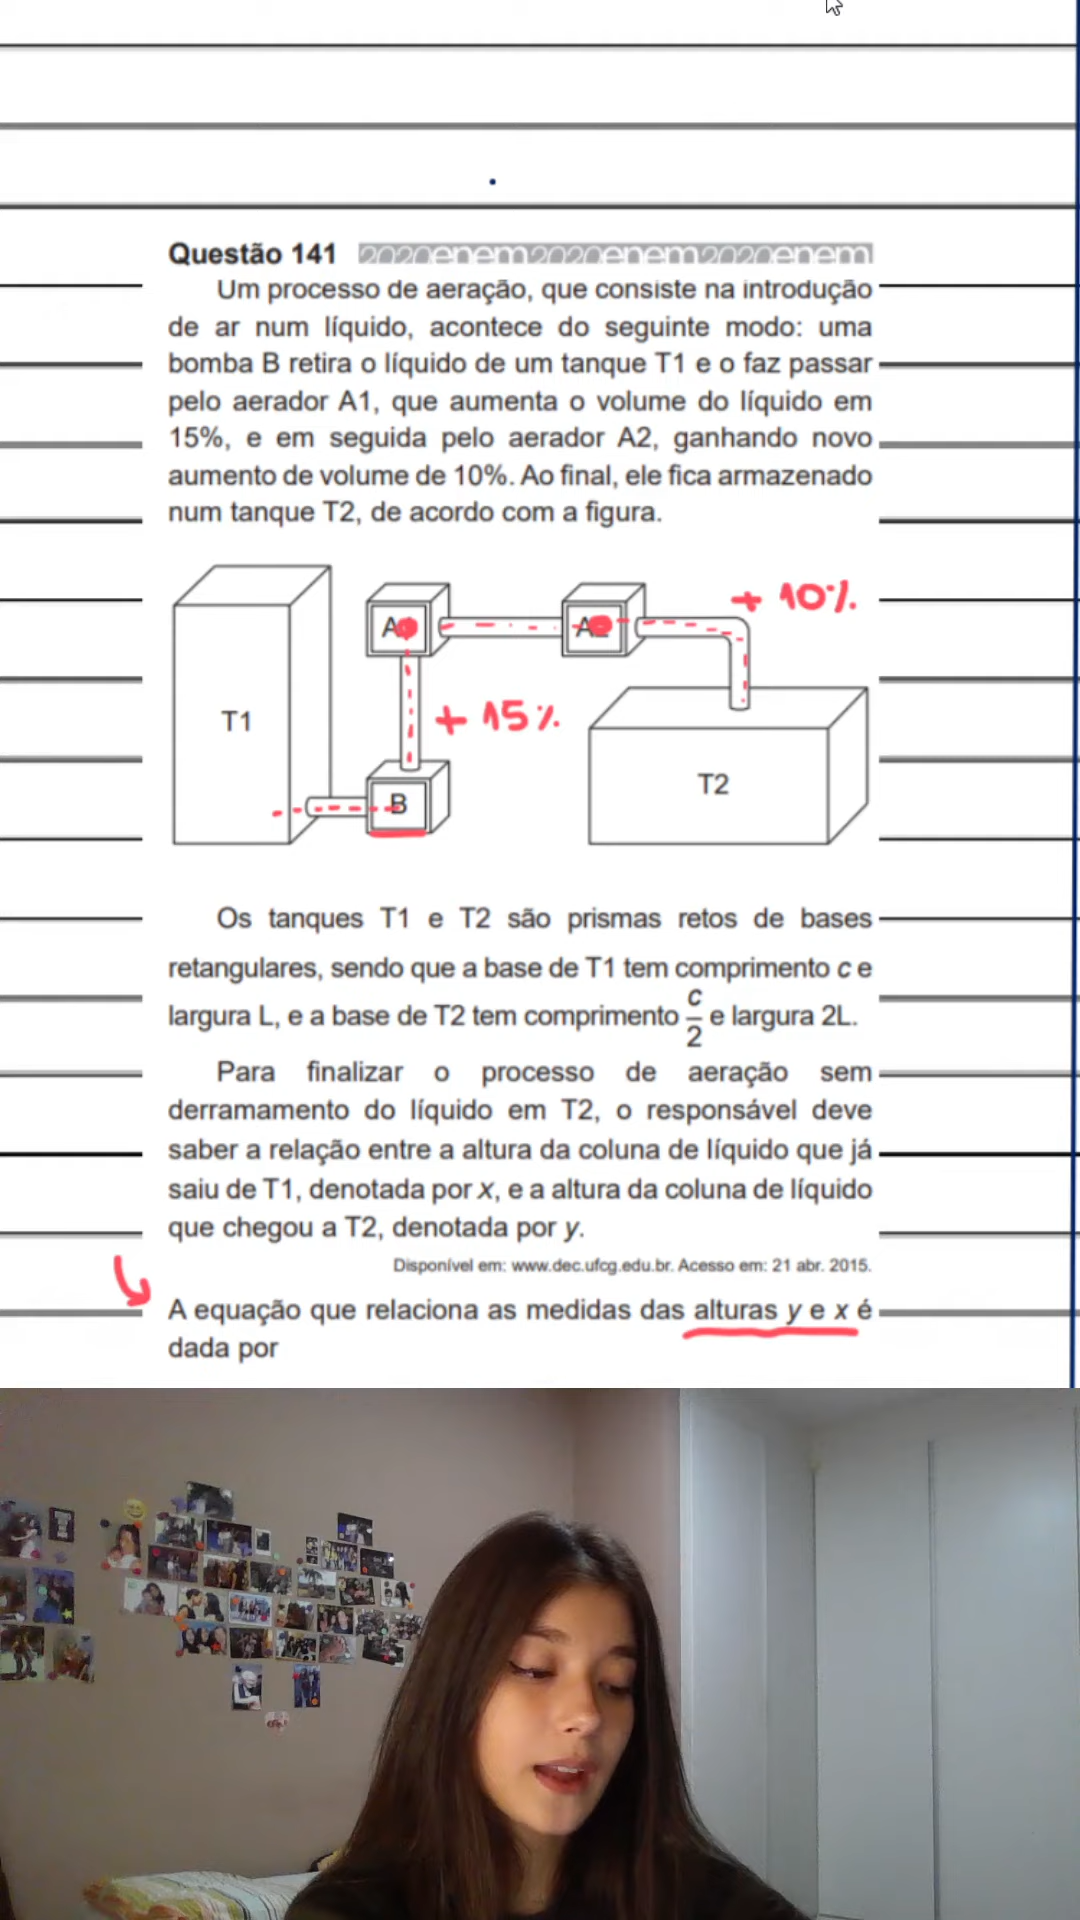 Questão 141 2020enem2020enem2020enem
Um processo de aeração, que consiste na introdução
de ar num líquido, acontece do seguinte modo: uma
bomba B retira o líquido de um tanque T1 e o faz passar
pelo aerador A1, que aumenta o volume do líquido em
15%, e em seguida pelo aerador A2, ganhando novo
aumento de volume de 10%. Ao final, ele fica armazenado
num tanque T2, de acordo com a figura.
+ 10%
A1
A2
T1
+ 15%
T2
B
Os tanques T1 e T2 são prismas retos de bases
retangulares, sendo que a base de T1 tem comprimento c e
largura L, e a base de T2 tem comprimento c/2 e largura 2L.
Para finalizar o processo de aeração sem
derramamento do líquido em T2, o responsável deve
saber a relação entre a altura da coluna de líquido que já
saiu de T1, denotada por x, e a altura da coluna de líquido
que chegou a T2, denotada por y.
Disponível em: www.dec.ufcg.edu.br. Acesso em: 21 abr. 2015.
A equação que relaciona as medidas das alturas y e x é
dada por